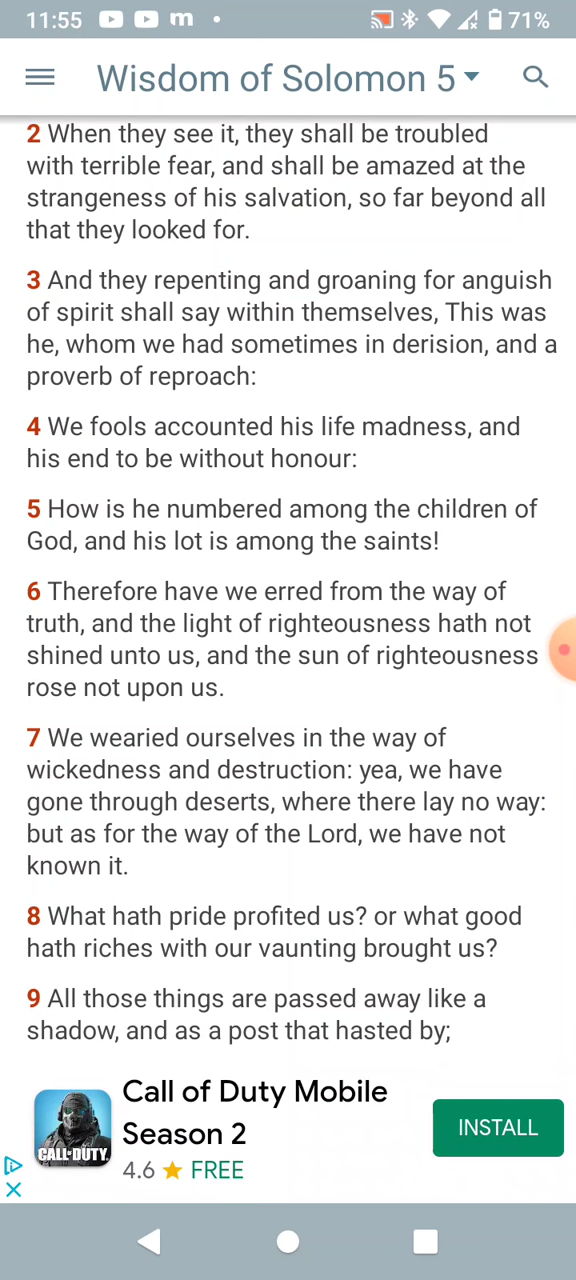 11:55 m 71%
Wisdom of Solomon 5
2 When they see it, they shall be troubled
with terrible fear, and shall be amazed at the
strangeness of his salvation, so far beyond all
that they looked for.
3 And they repenting and groaning for anguish
of spirit shall say within themselves, This was
he, whom we had sometimes in derision, and a
proverb of reproach:
4 We fools accounted his life madness, and
his end to be without honour:
5 How is he numbered among the children of
God, and his lot is among the saints!
6 Therefore have we erred from the way of
truth, and the light of righteousness hath not
shined unto us, and the sun of righteousness
rose not upon us.
7 We wearied ourselves in the way of
wickedness and destruction: yea, we have
gone through deserts, where there lay no way:
but as for the way of the Lord, we have not
known it.
8 What hath pride profited us? or what good
hath riches with our vaunting brought us?
9 All those things are passed away like a
shadow, and as a post that hasted by;
Call of Duty Mobile
Season 2
4.6 ★ FREE
INSTALL
CALL·DUTY